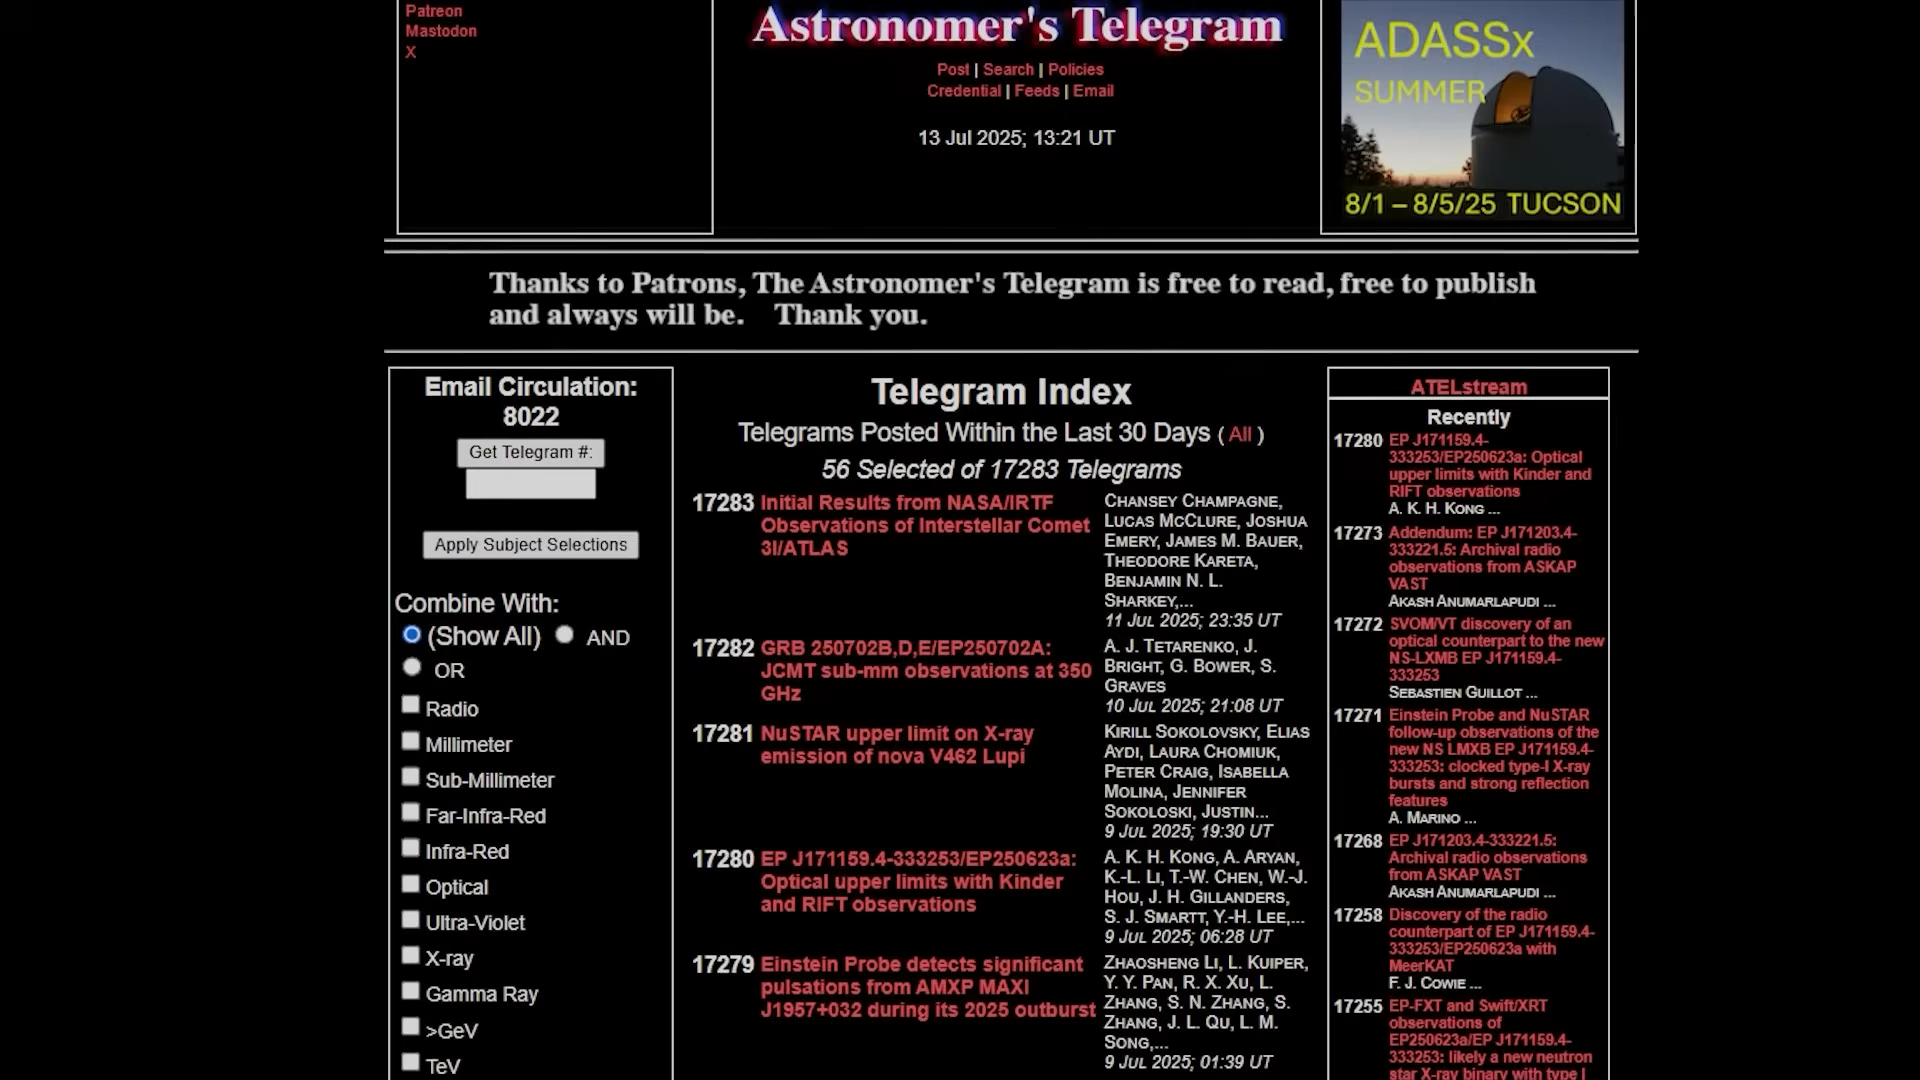 Patreon
Mastodon
X
Astronomer's Telegram
Post | Search | Policies
Credential | Feeds | Email
13 Jul 2025; 13:21 UT
ADASSx
SUMMER
8/1 – 8/5/25 TUCSON
Thanks to Patrons, The Astronomer's Telegram is free to read, free to publish
and always will be. Thank you.
Email Circulation:
8022
Get Telegram #:
Apply Subject Selections
Combine With:
(Show All) AND
OR
Radio
Millimeter
Sub-Millimeter
Far-Infra-Red
Infra-Red
Optical
Ultra-Violet
X-ray
Gamma Ray
>GeV
TeV
Telegram Index
Telegrams Posted Within the Last 30 Days ( All )
56 Selected of 17283 Telegrams
17283 Initial Results from NASA/IRTF
Observations of Interstellar Comet
3I/ATLAS
CHANSEY CHAMPAGNE,
LUCAS MCCLURE, JOSHUA
EMERY, JAMES M. BAUER,
THEODORE KARETA,
BENJAMIN N. L.
SHARKEY,...
11 JUL 2025; 23:35 UT
17282 GRB 250702B,D,E/EP250702A:
JCMT sub-mm observations at 350
GHz
A. J. TETARENKO, J.
BRIGHT, G. BOWER, S.
GRAVES
10 JUL 2025; 21:08 UT
17281 NuSTAR upper limit on X-ray
emission of nova V462 Lupi
KIRILL SOKOLOVSKY, ELIAS
AYDI, LAURA CHOMIUK,
PETER CRAIG, ISABELLA
MOLINA, JENNIFER
SOKOLOSKI, JUSTIN...
9 JUL 2025; 19:30 UT
17280 EP J171159.4-333253/EP250623a:
Optical upper limits with Kinder
and RIFT observations
A. K. H. KONG, A. ARYAN,
K.-L. LI, T.-W. CHEN, W.-J.
HOU, J. H. GILLANDERS,
S. J. SMARTT, Y.-H. LEE,...
9 JUL 2025; 06:28 UT
17279 Einstein Probe detects significant
pulsations from AMXP MAXI
J1957+032 during its 2025 outburst
ZHAOSHENG LI, L. KUIPER,
Y. Y. PAN, R. X. XU, L.
ZHANG, S. N. ZHANG, S.
ZHANG, J. L. QU, L. M.
SONG,...
9 JUL 2025; 01:39 UT
ATELstream
Recently
17280 EP J171159.4-
333253/EP250623a: Optical
upper limits with Kinder and
RIFT observations
A. K. H. KONG ...
17273 Addendum: EP J171203.4-
333221.5: Archival radio
observations from ASKAP
VAST
AKASH ANUMARLAPUDI ...
17272 SVOM/VT discovery of an
optical counterpart to the new
NS-LXMB EP J171159.4-
333253
SEBASTIEN GUILLOT ...
17271 Einstein Probe and NuSTAR
follow-up observations of the
new NS LMXB EP J171159.4-
333253: clocked type-I X-ray
bursts and strong reflection
features
A. MARINO ...
17268 EP J171203.4-333221.5:
Archival radio observations
from ASKAP VAST
AKASH ANUMARLAPUDI ...
17258 Discovery of the radio
counterpart of EP J171159.4-
333253/EP250623a with
MeerKAT
F. J. COWIE ...
17255 EP-FXT and Swift/XRT
observations of
EP250623a/EP J171159.4-
333253: likely a new neutron
star X-ray binary with type I